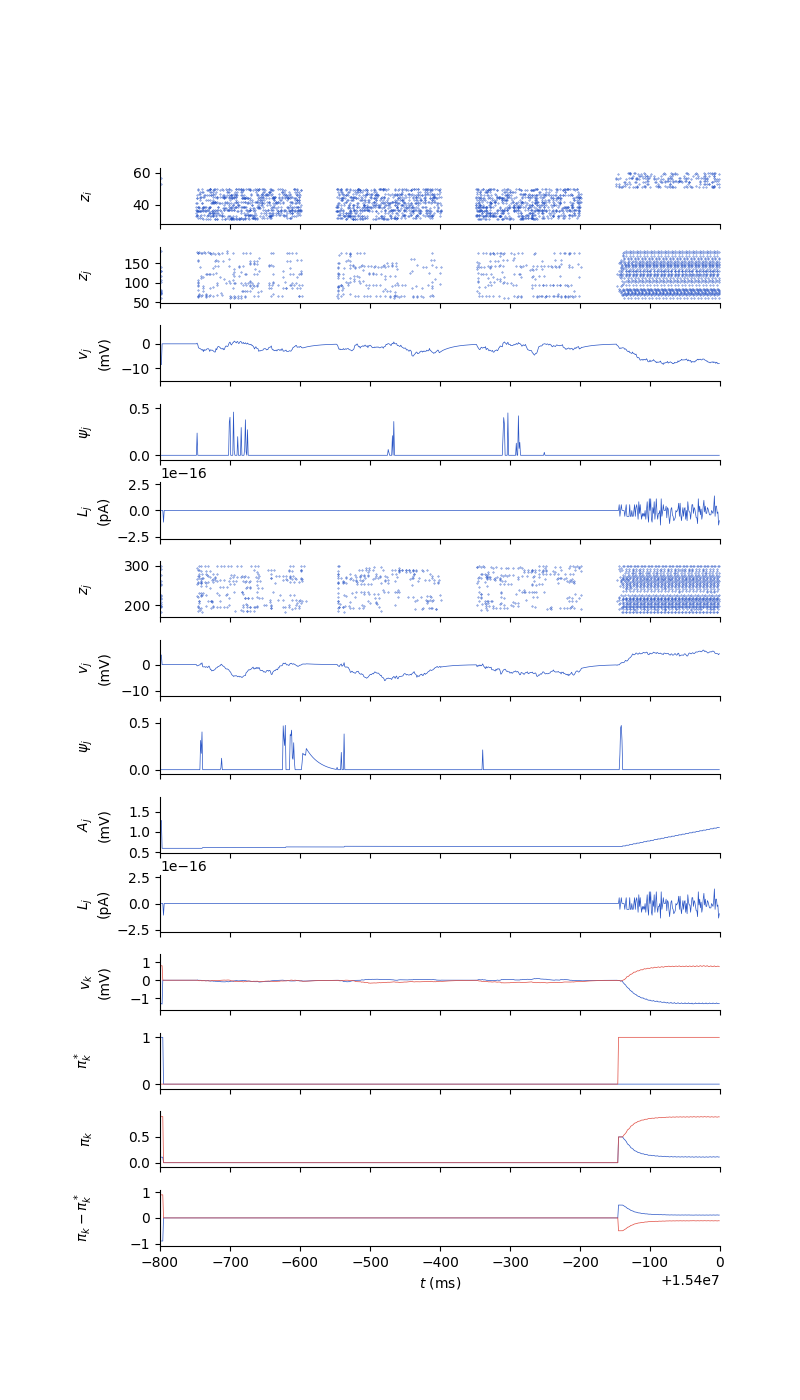 60
40
z_i
150
100
50
z_j
0
−10
v_j
(mV)
0.5
0.0
ψ_j
1e−16
2.5
0.0
−2.5
L_j
(pA)
300
200
z_j
0
−10
v_j
(mV)
0.5
0.0
ψ_j
1.5
1.0
0.5
A_j
(mV)
1e−16
2.5
0.0
−2.5
L_j
(pA)
1
0
−1
v_k
(mV)
1
0
π_k^*
0.5
0.0
π_k
1
0
−1
π_k − π_k^*
−800 −700 −600 −500 −400 −300 −200 −100 0
t (ms)
+1.54e7